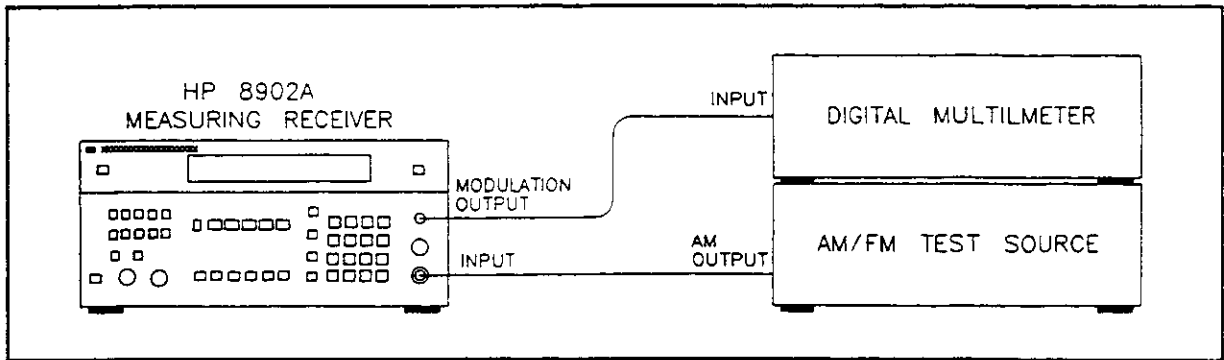 HP 8902A
MEASURING RECEIVER
MODULATION
OUTPUT
INPUT
INPUT
DIGITAL MULTILMETER
AM
OUTPUT
AM/FM TEST SOURCE